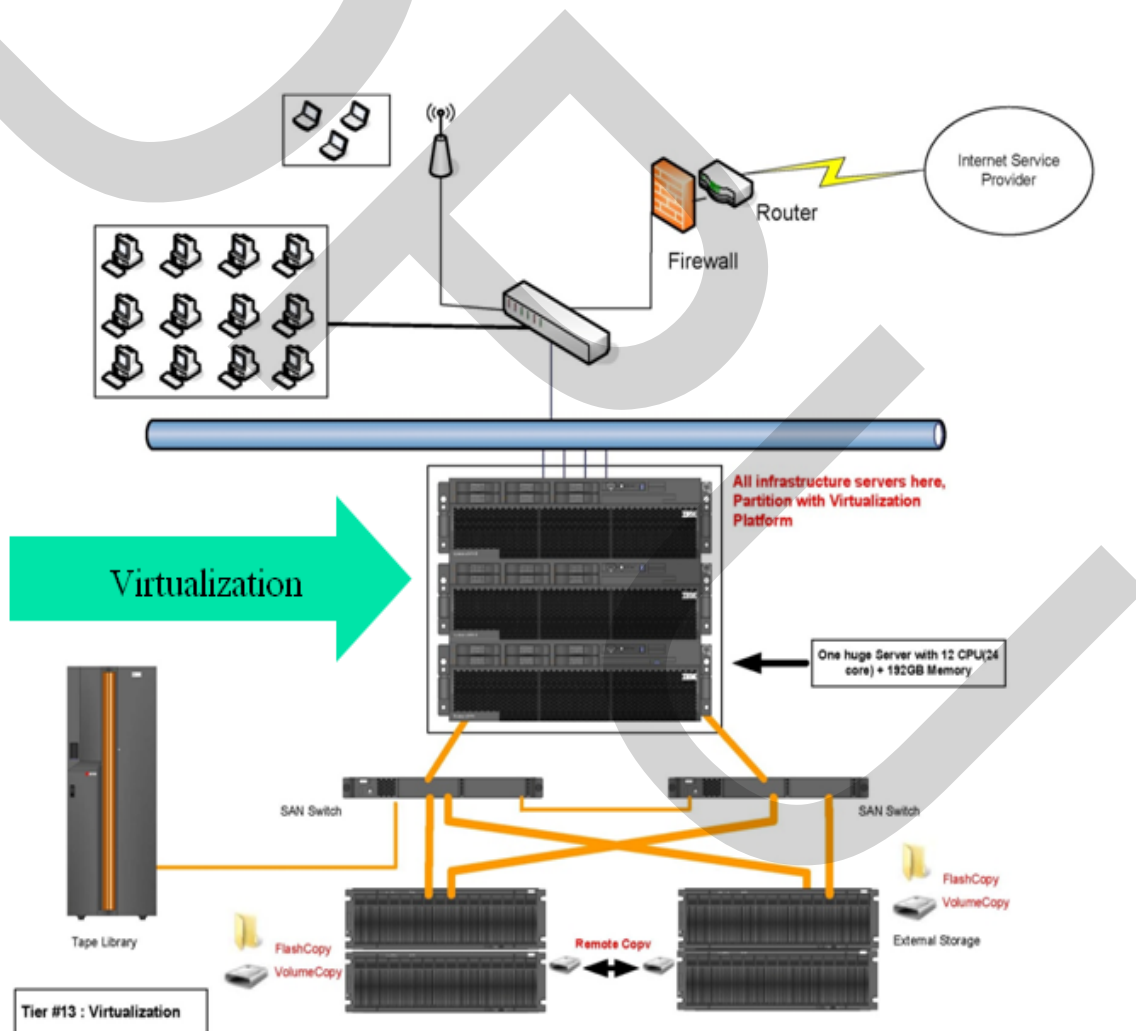 Internet Service
Provider
Router
Firewall
All infrastructure servers here,
Partition with Virtualization
Platform
Virtualization
One huge Server with 12 CPU(24
core) + 192GB Memory
SAN Switch
SAN Switch
FlashCopy
VolumeCopy
Tape Library
FlashCopy
VolumeCopy
Remote Copy
External Storage
Tier #13 : Virtualization